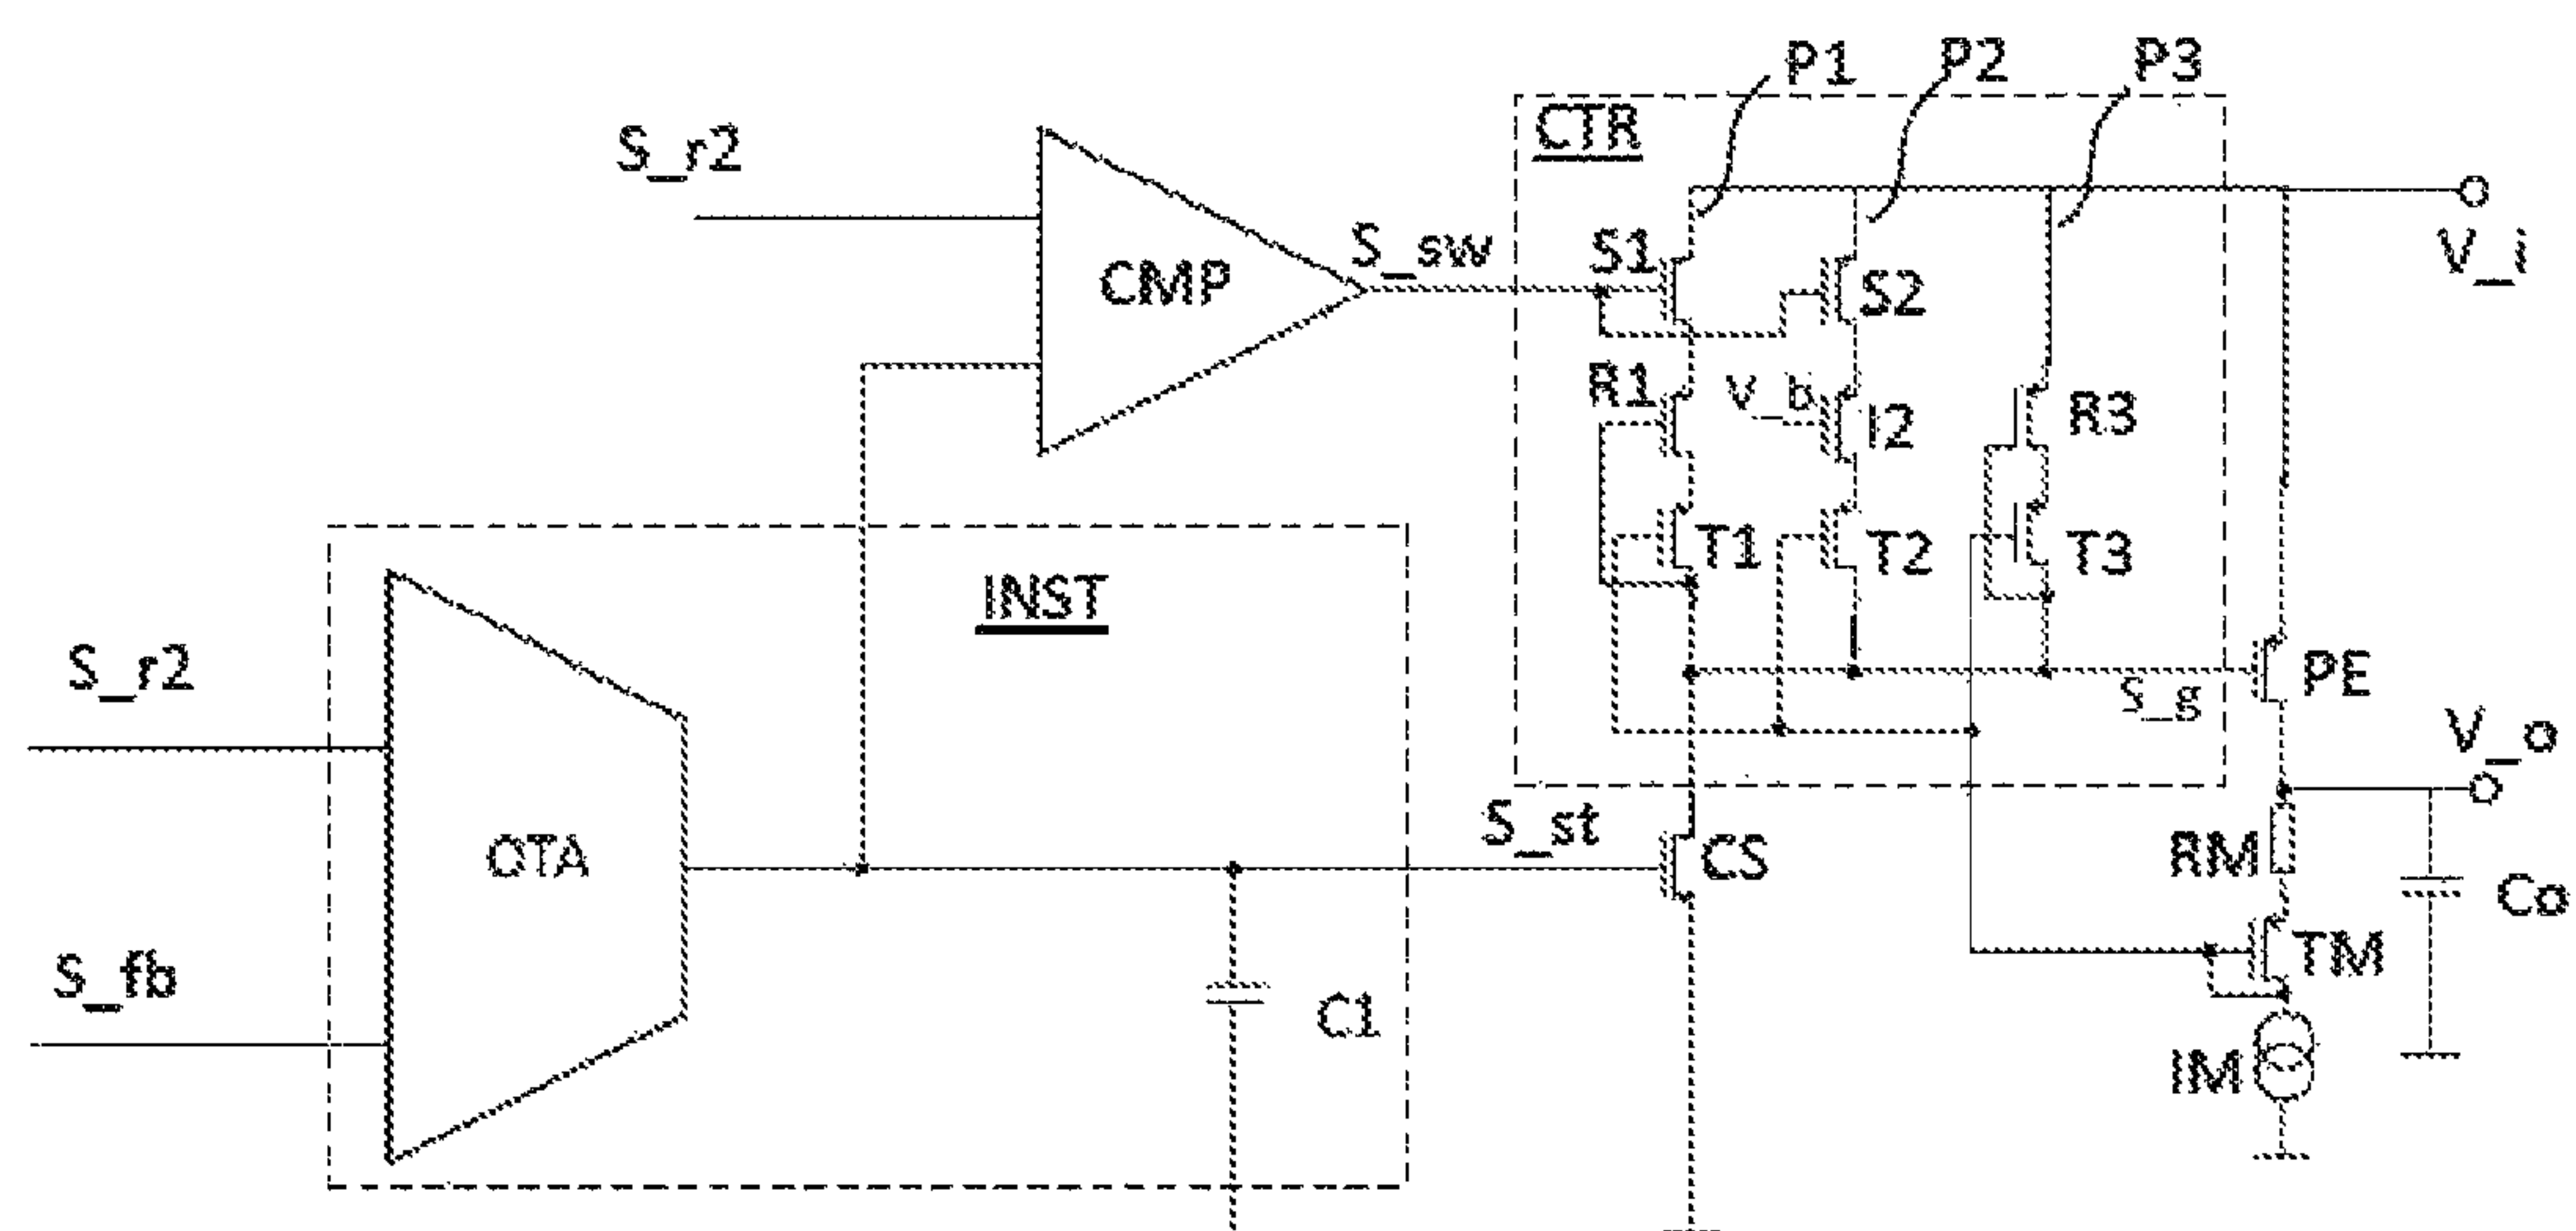 P1 P2 P3
CTR
S_r2
S_sw
S1
CMP
S2
V_i
R1
V_b
I2
R3
INST
T1
T2
T3
S_r2
PE
S_g
V_o
S_st
OTA
CS
RM
Co
S_fb
TM
C1
IM